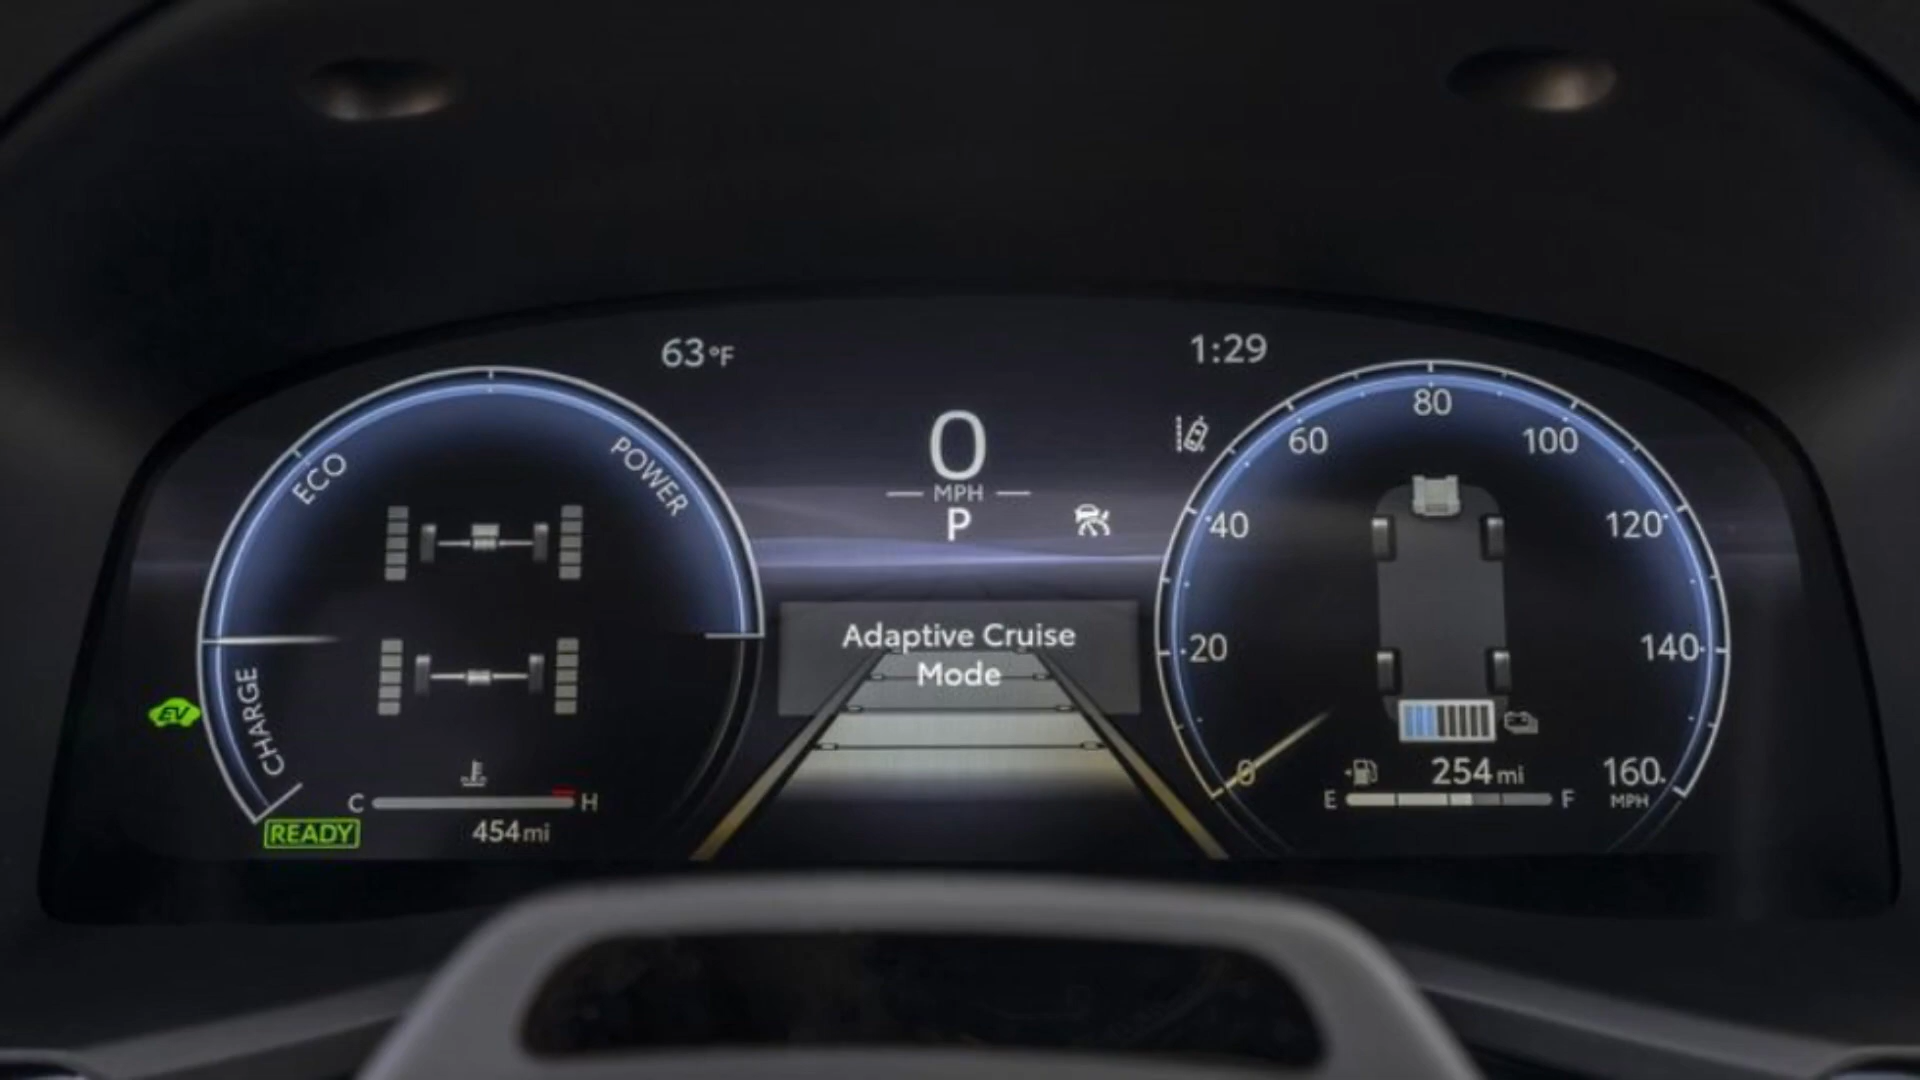 63°F
1:29
0
MPH
P
ECO
POWER
CHARGE
EV
READY
C
H
454mi
Adaptive Cruise
Mode
0
20
40
60
80
100
120
140
160
MPH
254mi
E
F